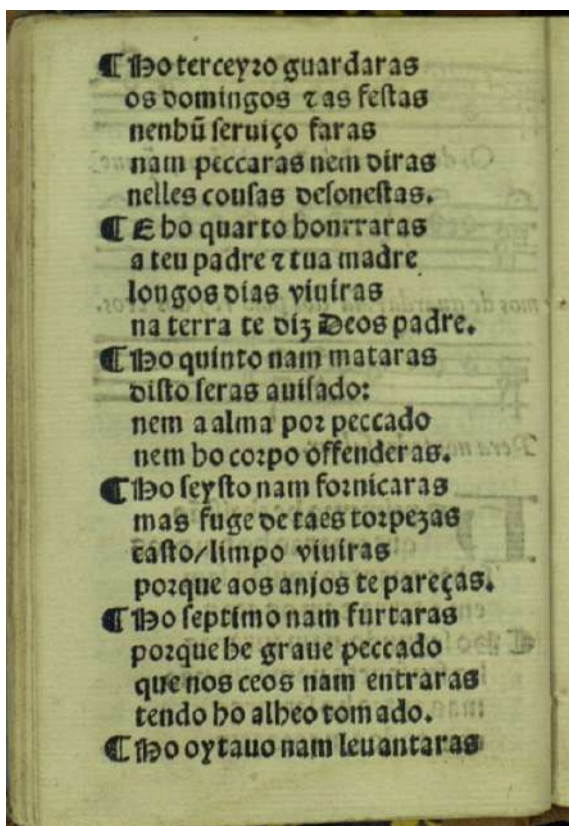 ¶ Ho terceyro guardaras
os domingos ⁊ as festas
nenhũ seruiço faras
nam peccaras nem diras
nelles cousas desonestas.
¶ E ho quarto honrraras
a teu padre ⁊ tua madre
longos dias viuiras
na terra te diz Deos padre.
¶ Ho quinto nam mataras
disto seras auisado:
nem a alma por peccado
nem ho corpo offenderas.
¶ Ho seysto nam fornicaras
mas fuge de taes torpezas
casto/limpo viuiras
porque aos anjos te pareças.
¶ Ho septimo nam furtaras
porque he graue peccado
que nos ceos nam entraras
tendo ho alheo tomado.
¶ Ho oytauo nam leuantaras